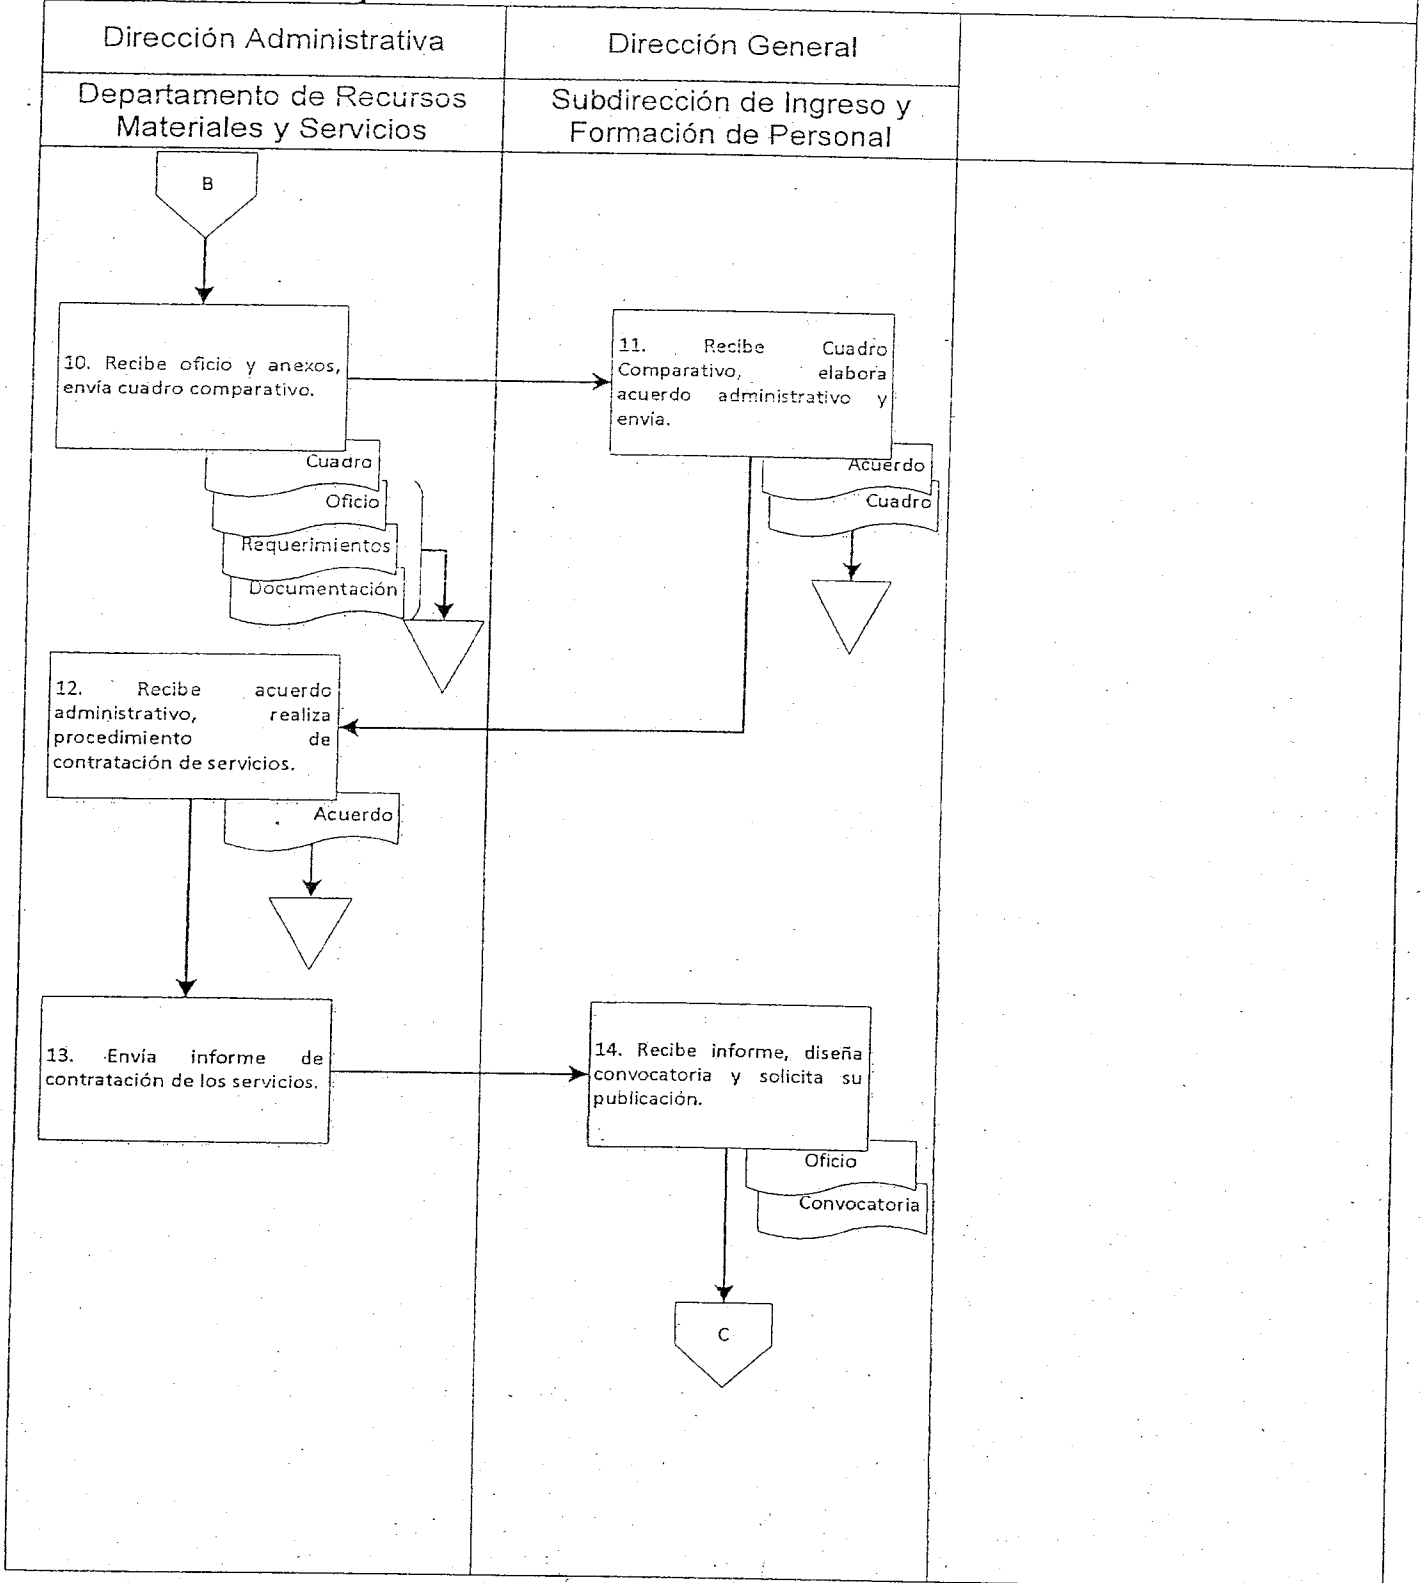 Dirección Administrativa
Dirección General
Departamento de Recursos
Materiales y Servicios
Subdirección de Ingreso y
Formación de Personal
B
10. Recibe oficio y anexos,
envía cuadro comparativo.
Cuadro
Oficio
Requerimientos
Documentación
11. Recibe Cuadro
Comparativo, elabora
acuerdo administrativo y
envía.
Acuerdo
Cuadro
12. Recibe acuerdo
administrativo, realiza
procedimiento de
contratación de servicios.
Acuerdo
13. Envía informe de
contratación de los servicios.
14. Recibe informe, diseña
convocatoria y solicita su
publicación.
Oficio
Convocatoria
C